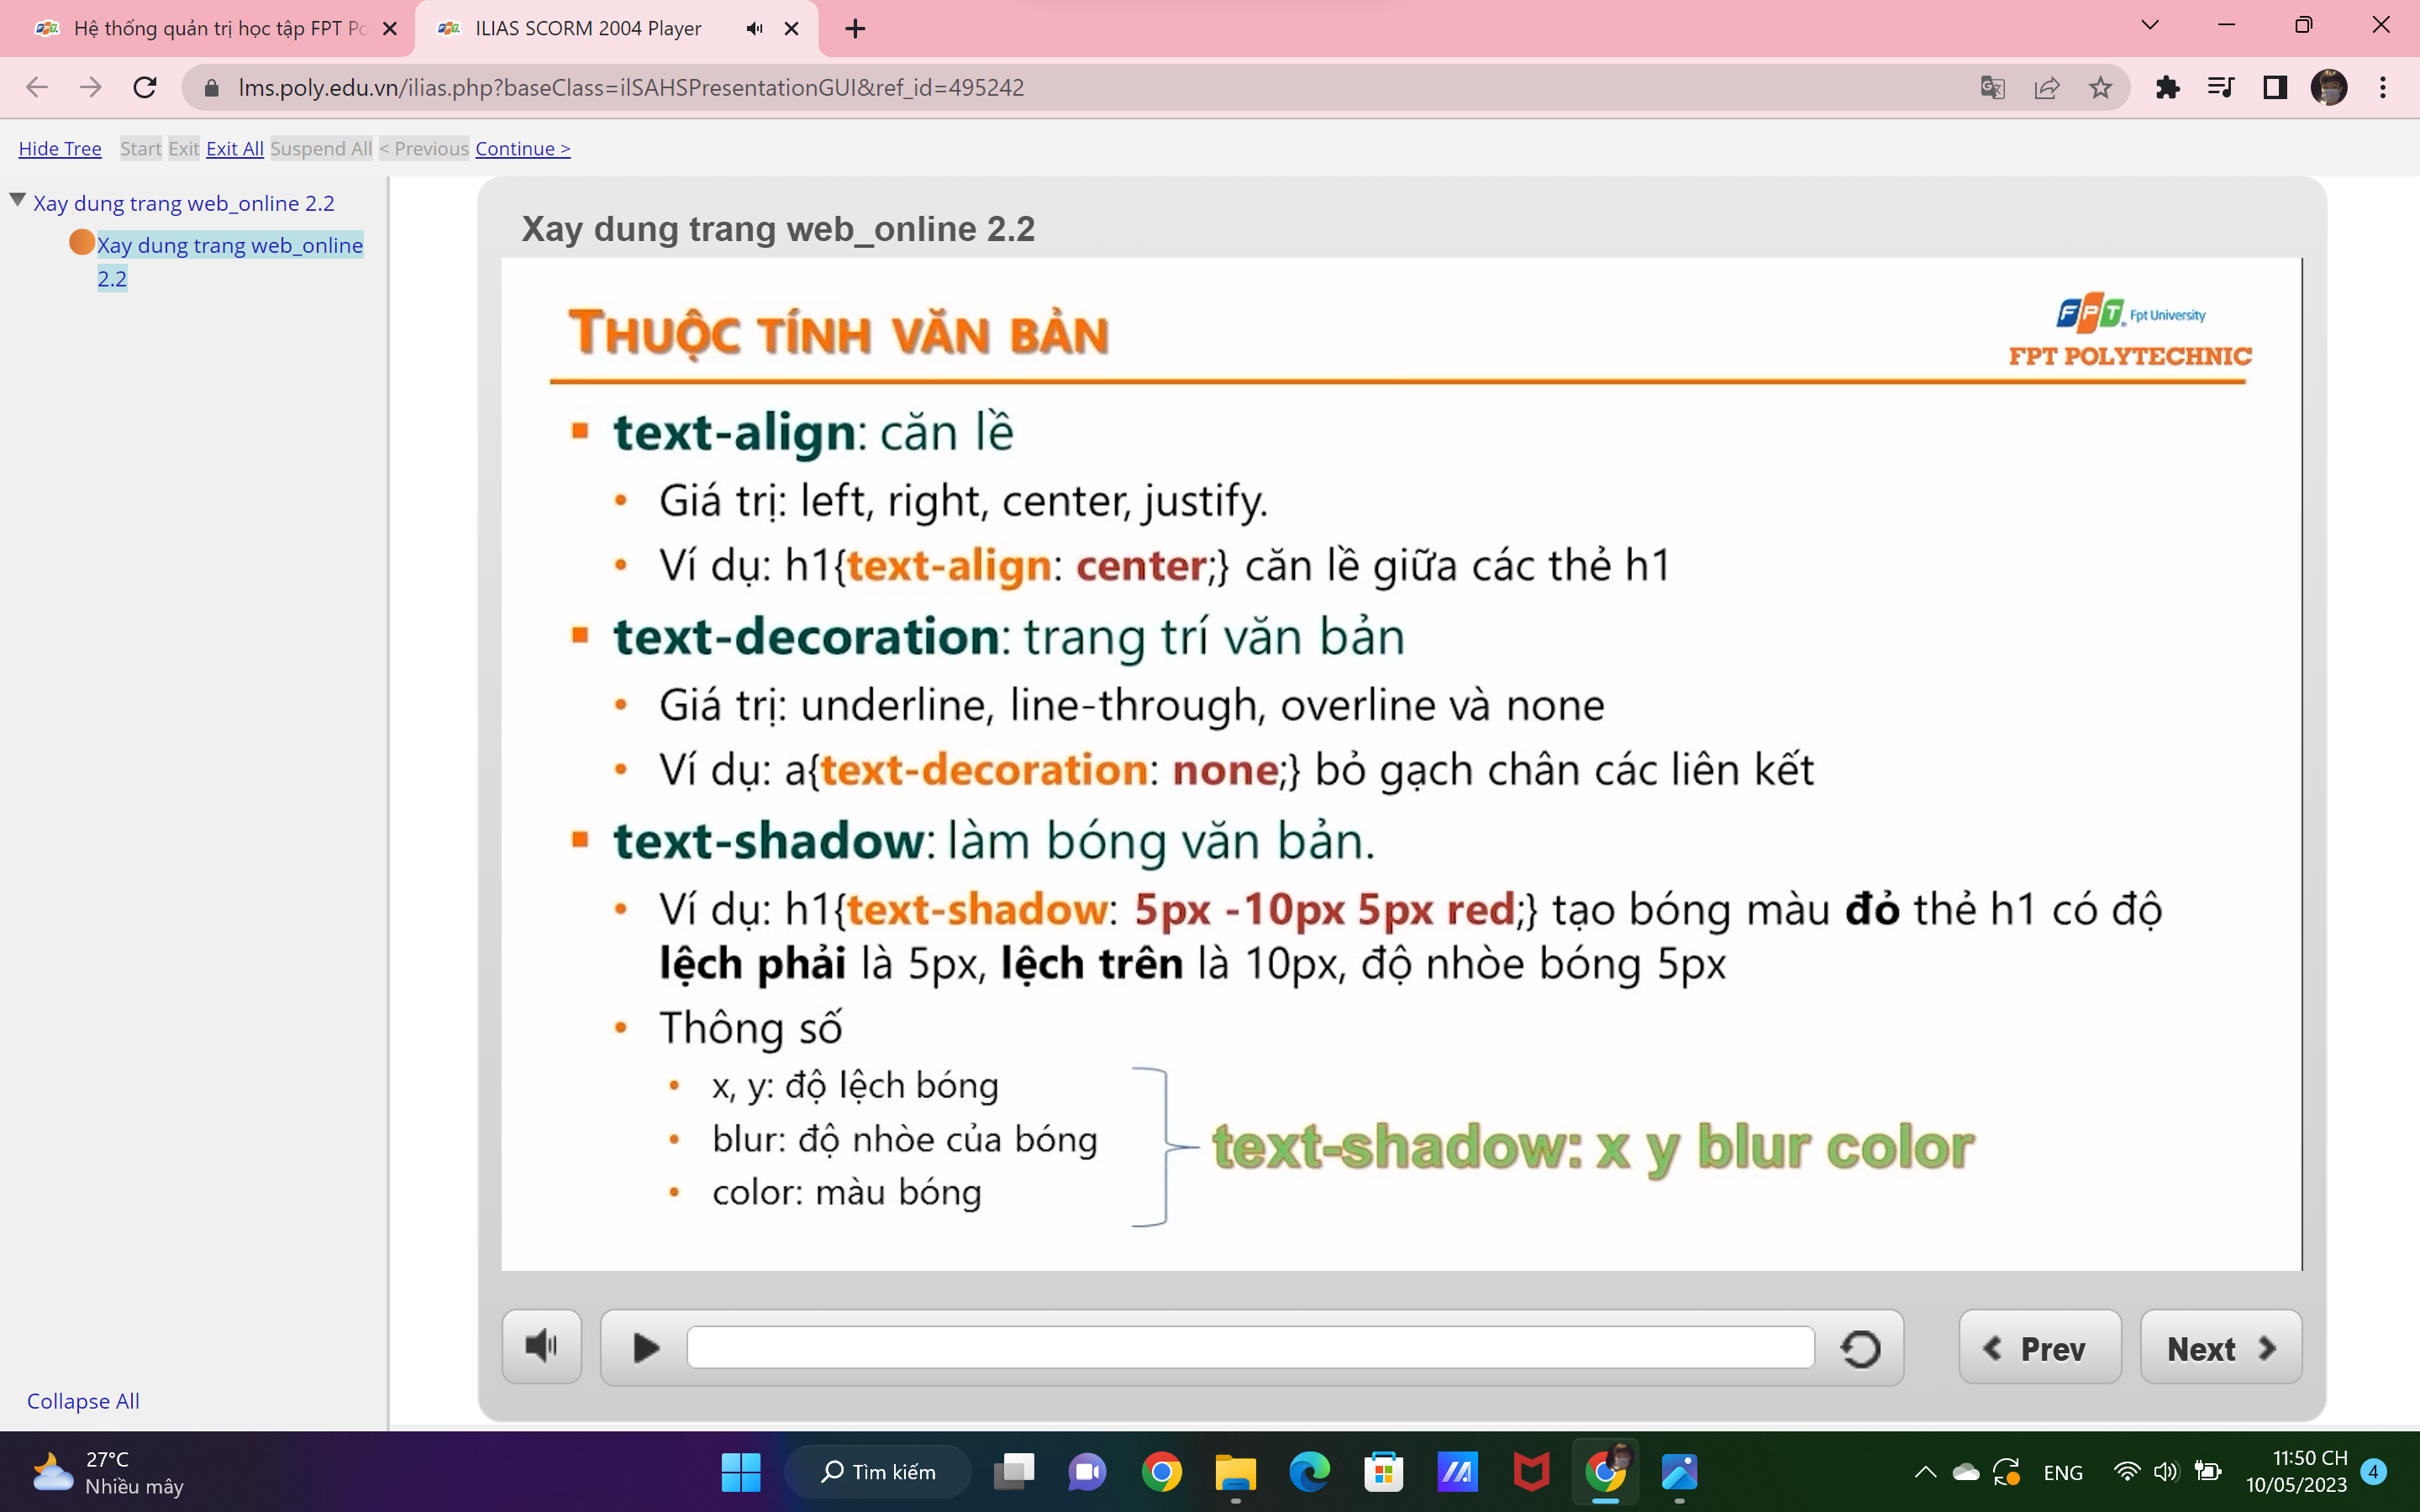 Hệ thống quản trị học tập FPT Po
ILIAS SCORM 2004 Player
lms.poly.edu.vn/ilias.php?baseClass=ilSAHSPresentationGUI&ref_id=495242
Hide Tree Start Exit Exit All Suspend All < Previous Continue >
Xay dung trang web_online 2.2
Xay dung trang web_online
2.2
Collapse All
Xay dung trang web_online 2.2
THUỘC TÍNH VĂN BẢN
FPT Fpt University
FPT POLYTECHNIC
text-align: căn lề
Giá trị: left, right, center, justify.
Ví dụ: h1{text-align: center;} căn lề giữa các thẻ h1
text-decoration: trang trí văn bản
Giá trị: underline, line-through, overline và none
Ví dụ: a{text-decoration: none;} bỏ gạch chân các liên kết
text-shadow: làm bóng văn bản.
Ví dụ: h1{text-shadow: 5px -10px 5px red;} tạo bóng màu đỏ thẻ h1 có độ
lệch phải là 5px, lệch trên là 10px, độ nhòe bóng 5px
Thông số
x, y: độ lệch bóng
blur: độ nhòe của bóng
color: màu bóng
text-shadow: x y blur color
Prev
Next
27°C
Nhiều mây
Tìm kiếm
ENG
11:50 CH
10/05/2023
4